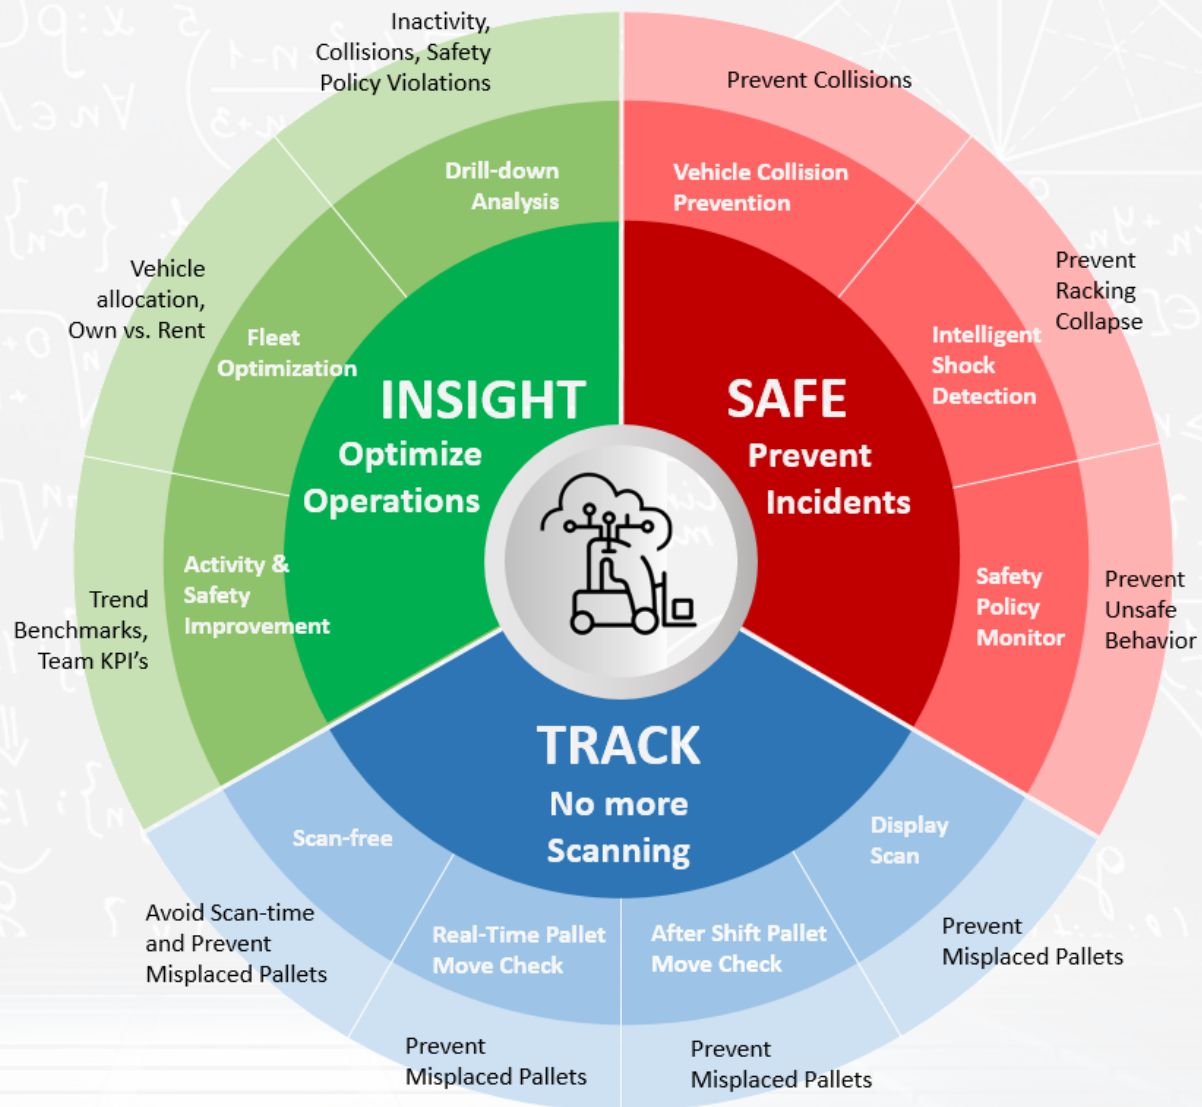 Inactivity,
Collisions, Safety
Policy Violations
Prevent Collisions
Drill-down
Analysis
Vehicle Collision
Prevention
Vehicle
allocation,
Own vs. Rent
Fleet
Optimization
Prevent
Racking
Collapse
Intelligent
Shock
Detection
INSIGHT
Optimize
Operations
SAFE
Prevent
Incidents
Trend
Benchmarks,
Team KPI’s
Activity &
Safety
Improvement
Safety
Policy
Monitor
Prevent
Unsafe
Behavior
TRACK
No more
Scanning
Scan-free
Display
Scan
Avoid Scan-time
and Prevent
Misplaced Pallets
Real-Time Pallet
Move Check
After Shift Pallet
Move Check
Prevent
Misplaced Pallets
Prevent
Misplaced Pallets
Prevent
Misplaced Pallets